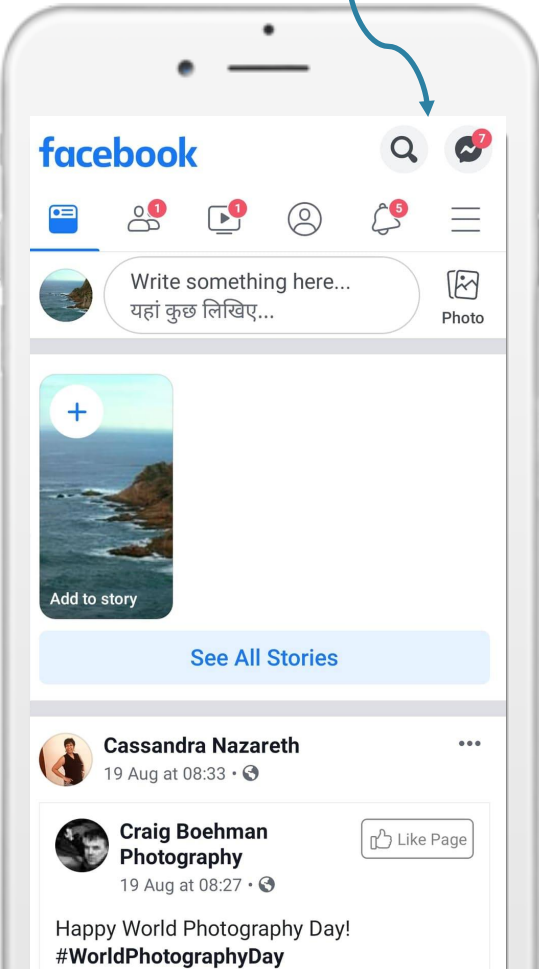 facebook
7
1
1
5
Write something here...
यहां कुछ लिखिए...
Photo
Add to story
See All Stories
Cassandra Nazareth
19 Aug at 08:33 •
Craig Boehman
Photography
Like Page
19 Aug at 08:27 •
Happy World Photography Day!
#WorldPhotographyDay